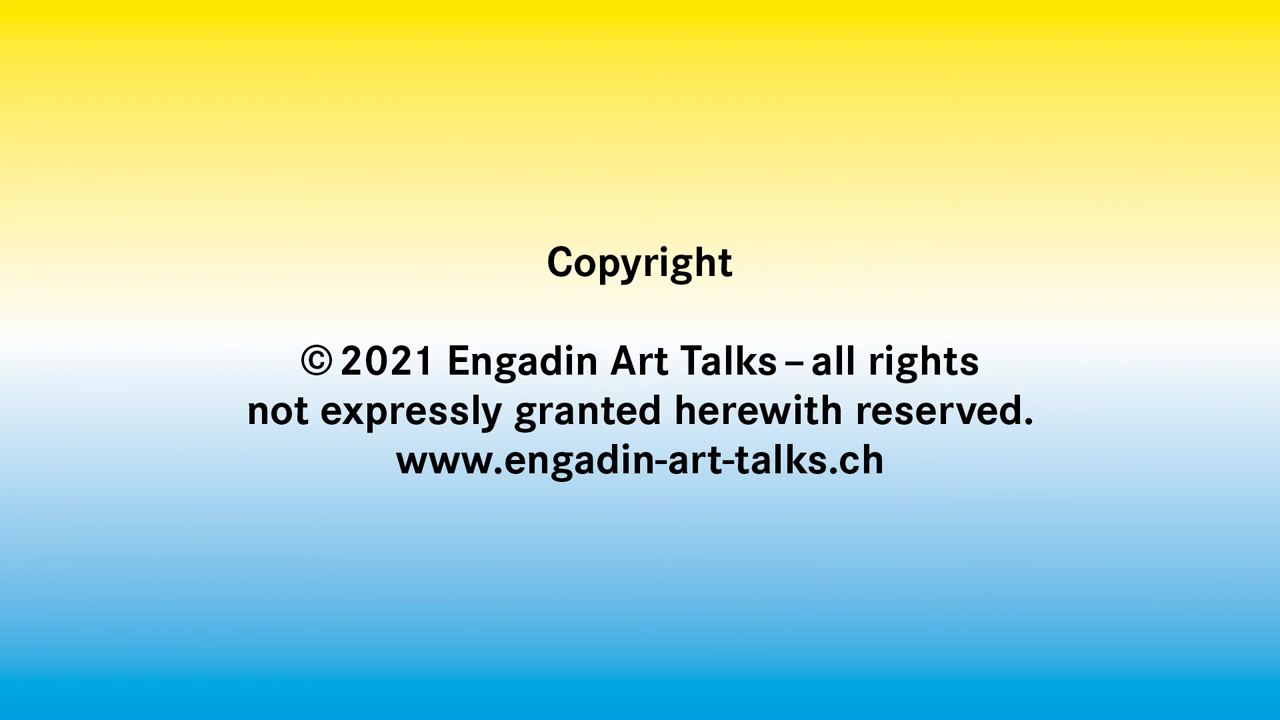 Copyright
© 2021 Engadin Art Talks – all rights
not expressly granted herewith reserved.
www.engadin-art-talks.ch